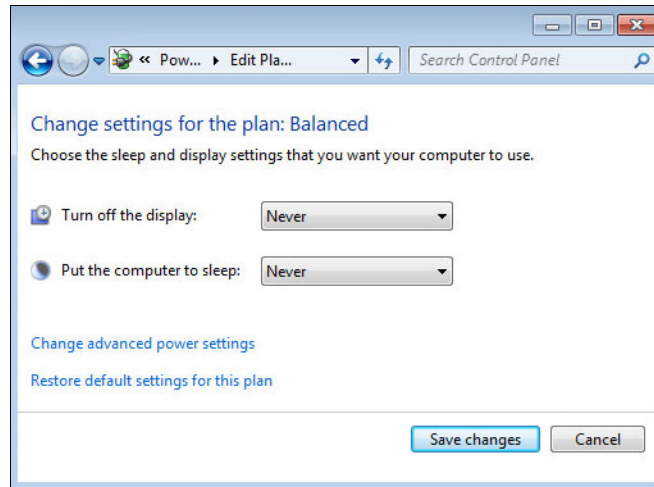 « Pow... ▸ Edit Pla...
Search Control Panel
Change settings for the plan: Balanced
Choose the sleep and display settings that you want your computer to use.
Turn off the display: Never
Put the computer to sleep: Never
Change advanced power settings
Restore default settings for this plan
Save changes Cancel